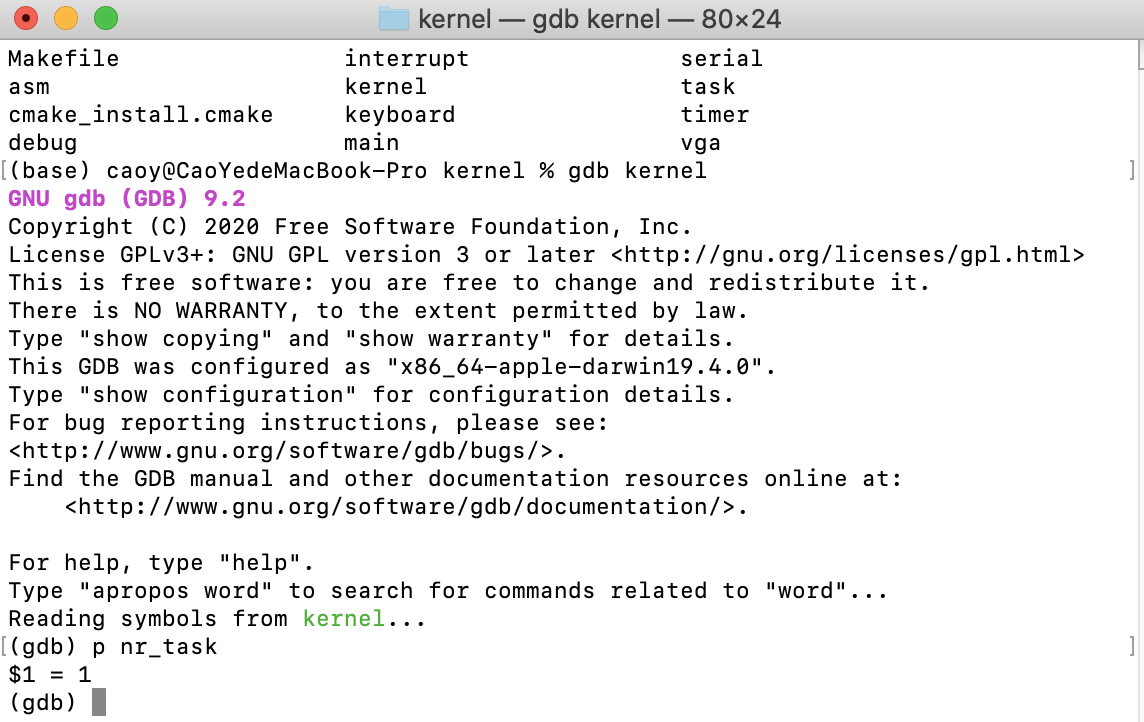 kernel — gdb kernel — 80×24
Makefile interrupt serial
asm kernel task
cmake_install.cmake keyboard timer
debug main vga
[(base) caoy@CaoYedeMacBook-Pro kernel % gdb kernel ]
GNU gdb (GDB) 9.2
Copyright (C) 2020 Free Software Foundation, Inc.
License GPLv3+: GNU GPL version 3 or later <http://gnu.org/licenses/gpl.html>
This is free software: you are free to change and redistribute it.
There is NO WARRANTY, to the extent permitted by law.
Type "show copying" and "show warranty" for details.
This GDB was configured as "x86_64-apple-darwin19.4.0".
Type "show configuration" for configuration details.
For bug reporting instructions, please see:
<http://www.gnu.org/software/gdb/bugs/>.
Find the GDB manual and other documentation resources online at:
    <http://www.gnu.org/software/gdb/documentation/>.

For help, type "help".
Type "apropos word" to search for commands related to "word"...
Reading symbols from kernel...
[(gdb) p nr_task ]
$1 = 1
(gdb)